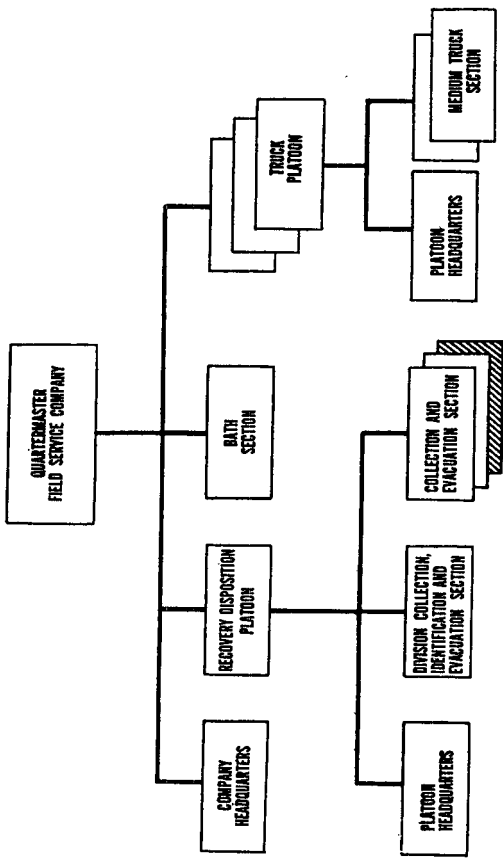 QUARTERMASTER
FIELD SERVICE COMPANY
COMPANY
HEADQUARTERS
RECOVERY DISPOSITION
PLATOON
BATH
SECTION
TRUCK
PLATOON
PLATOON
HEADQUARTERS
DIVISION COLLECTION,
IDENTIFICATION AND
EVACUATION SECTION
COLLECTION AND
EVACUATION SECTION
PLATOON
HEADQUARTERS
MEDIUM TRUCK
SECTION